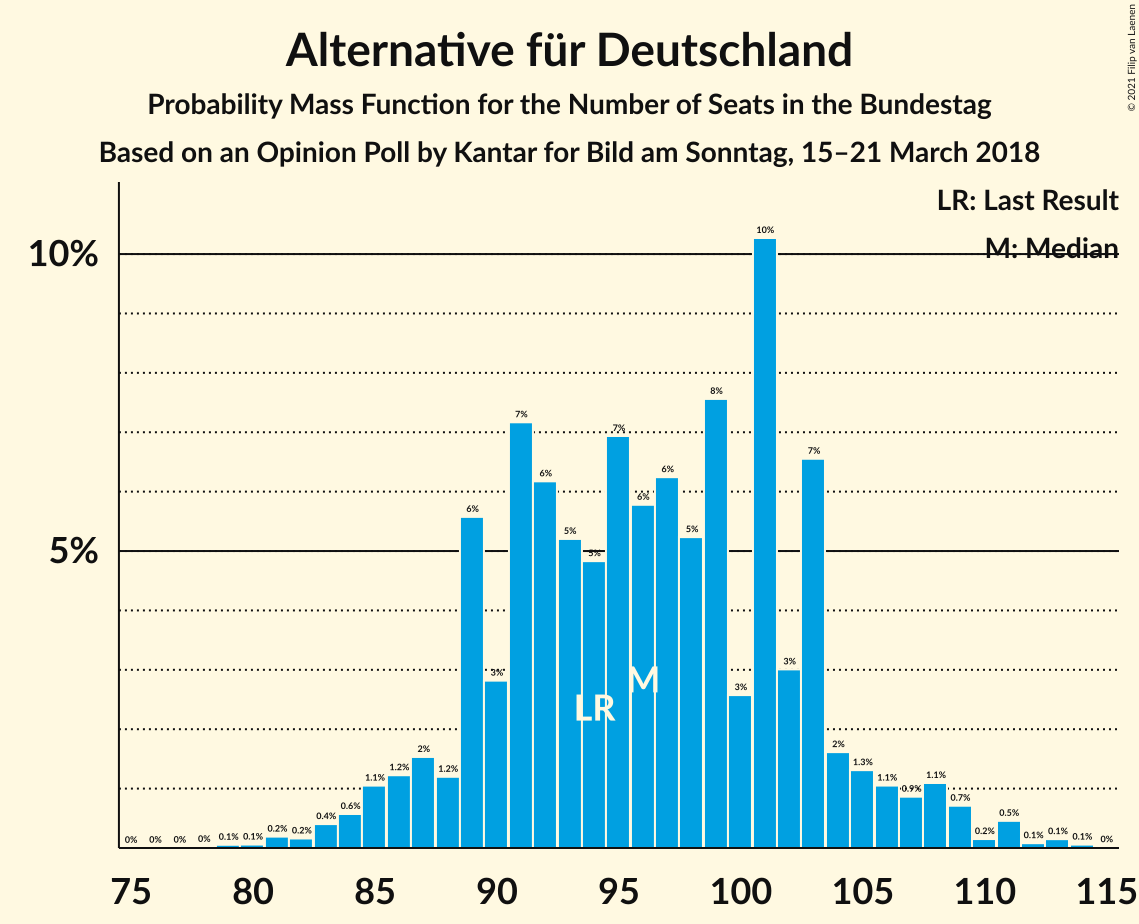 © 2021 Filip van Laenen
Alternative für Deutschland
Probability Mass Function for the Number of Seats in the Bundestag
Based on an Opinion Poll by Kantar for Bild am Sonntag, 15–21 March 2018
LR: Last Result
M: Median
10%
5%
0% 0% 0% 0% 0.1% 0.1% 0.2% 0.2% 0.4% 0.6% 1.1% 1.2% 2% 1.2% 6% 3% 7% 6% 5% 5% 7% 6% 6% 5% 8% 3% 10% 3% 7% 2% 1.3% 1.1% 0.9% 1.1% 0.7% 0.2% 0.5% 0.1% 0.1% 0.1% 0%
M
LR
75 80 85 90 95 100 105 110 115